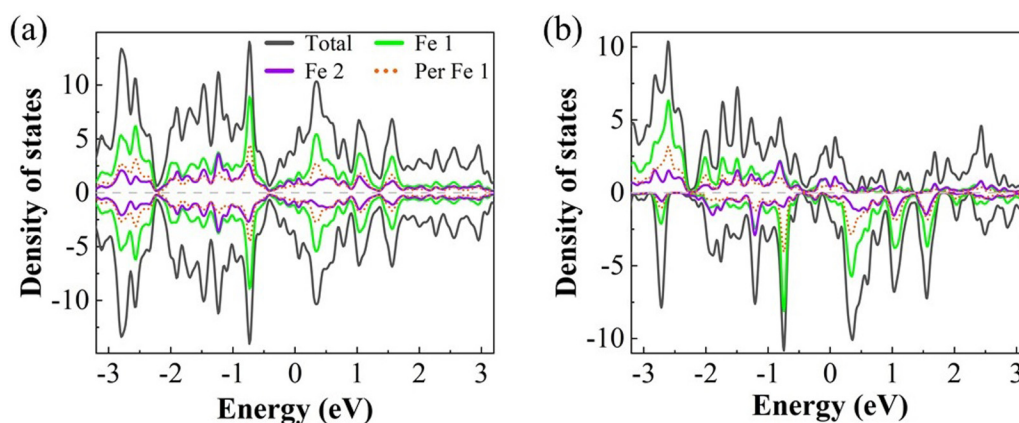 (a)
Density of states
10
5
0
-5
-10
Total
Fe 1
Fe 2
Per Fe 1
-3 -2 -1 0 1 2 3
Energy (eV)
(b)
Density of states
10
5
0
-5
-10
-3 -2 -1 0 1 2 3
Energy (eV)